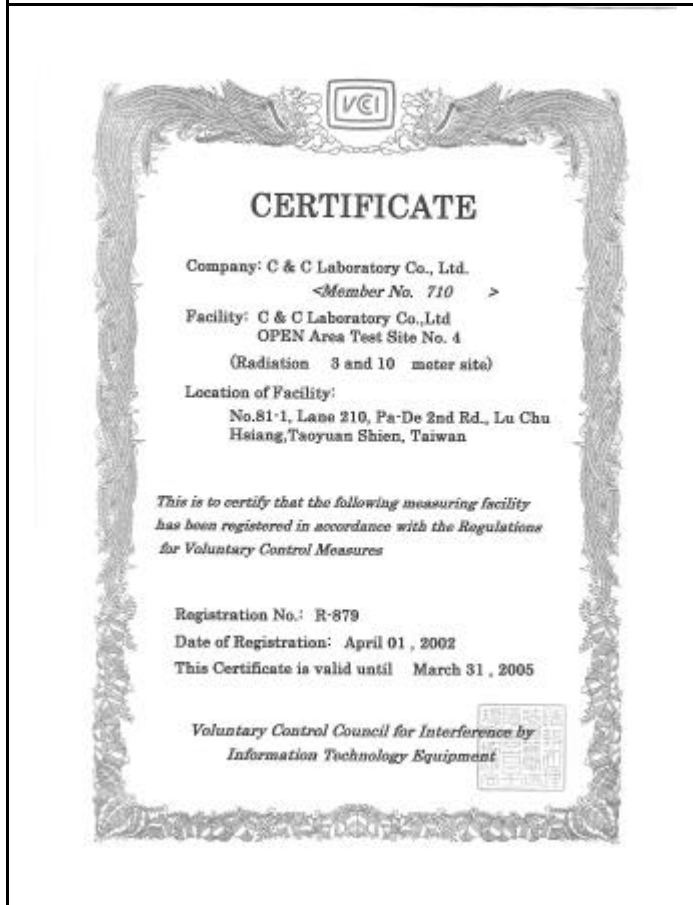 VCCI
CERTIFICATE
Company: C & C Laboratory Co., Ltd.
<Member No. 710 >
Facility: C & C Laboratory Co.,Ltd
OPEN Area Test Site No. 4
(Radiation 3 and 10 meter site)
Location of Facility:
No.81-1, Lane 210, Pa-De 2nd Rd., Lu Chu
Hsiang,Taoyuan Shien, Taiwan
This is to certify that the following measuring facility
has been registered in accordance with the Regulations
for Voluntary Control Measures
Registration No.: R-879
Date of Registration: April 01 , 2002
This Certificate is valid until March 31 , 2005
Voluntary Control Council for Interference by
Information Technology Equipment